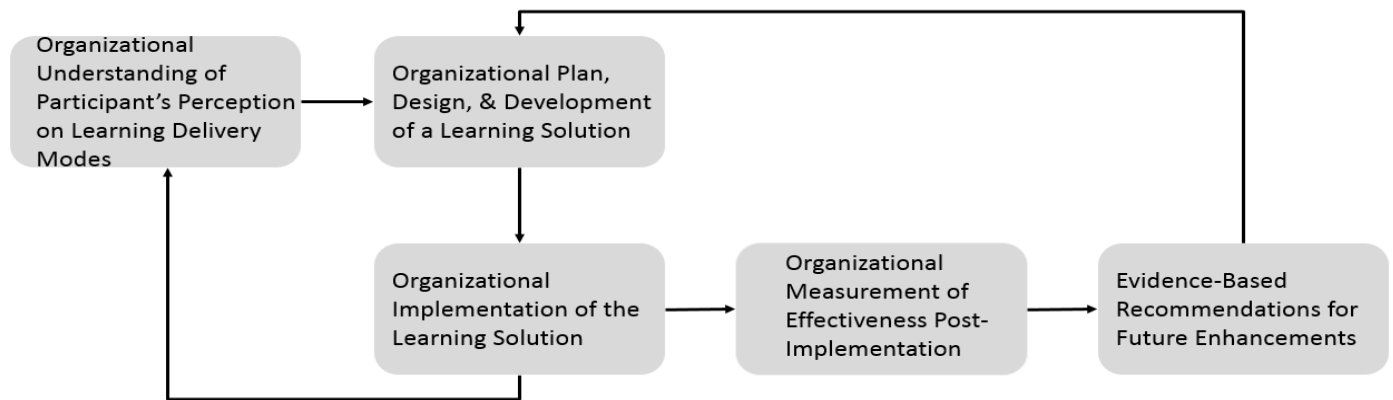 Organizational
Understanding of
Participant's Perception
on Learning Delivery
Modes
Organizational Plan,
Design, & Development
of a Learning Solution
Organizational
Implementation of the
Learning Solution
Organizational
Measurement of
Effectiveness Post-
Implementation
Evidence-Based
Recommendations for
Future Enhancements